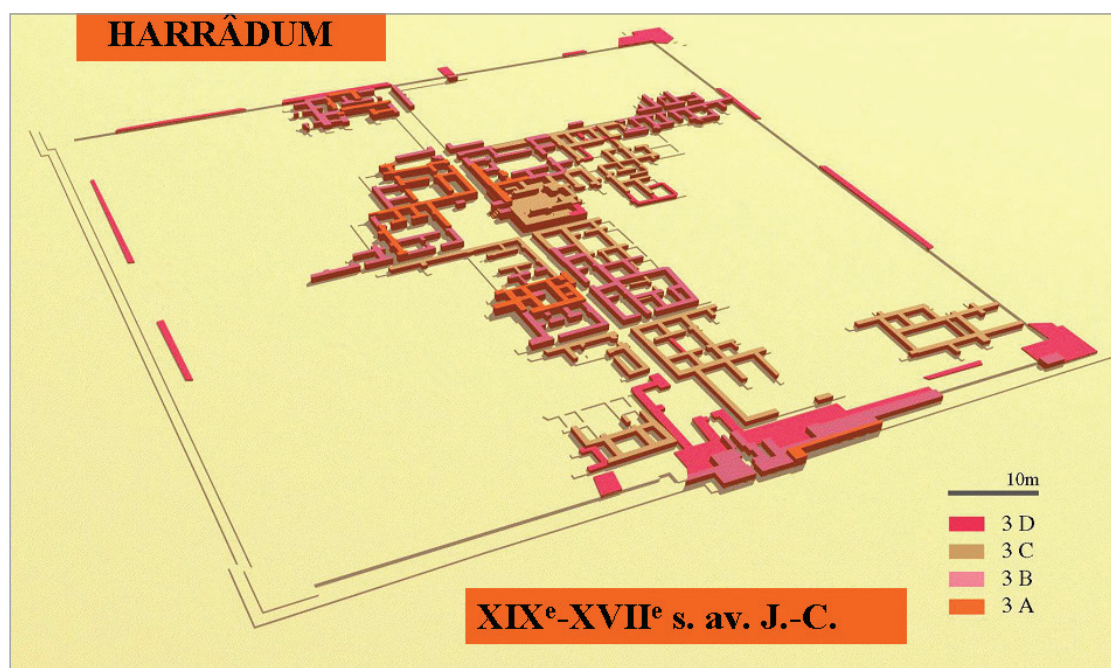 HARRÂDUM
10m
3 D
3 C
3 B
3 A
XIXᵉ-XVIIᵉ s. av. J.-C.